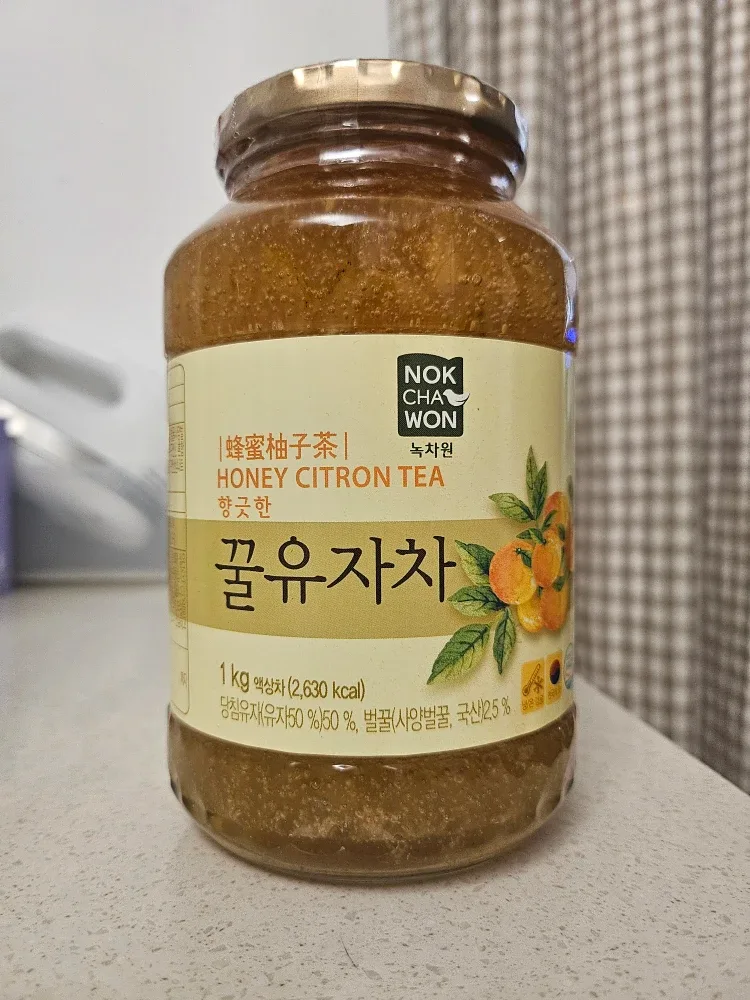 NOK
CHA
WON
녹차원
|蜂蜜柚子茶|
HONEY CITRON TEA
향긋한
꿀유자차
1 kg 액상차 (2,630 kcal)
당침유자(유자50 %)50 %, 벌꿀(사양벌꿀, 국산)2.5 %